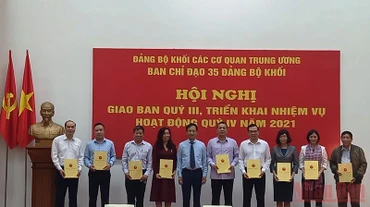 ĐẢNG BỘ KHỐI CÁC CƠ QUAN TRUNG ƯƠNG
BAN CHỈ ĐẠO 35 ĐẢNG BỘ KHỐI
HỘI NGHỊ
GIAO BAN QUÝ III, TRIỂN KHAI NHIỆM VỤ
HOẠT ĐỘNG QUÝ IV NĂM 2021